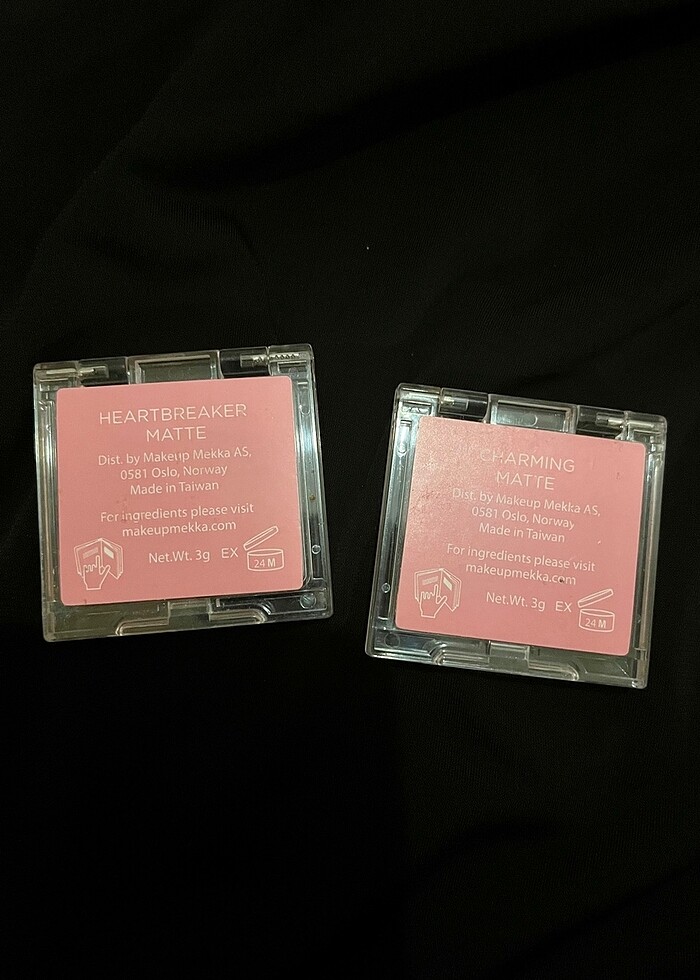 HEARTBREAKER
MATTE
Dist. by Makeup Mekka AS,
0581 Oslo, Norway
Made in Taiwan
For ingredients please visit
makeupmekka.com
Net.Wt. 3g EX
24 M
CHARMING
MATTE
Dist. by Makeup Mekka AS,
0581 Oslo, Norway
Made in Taiwan
For ingredients please visit
makeupmekka.com
Net.Wt. 3g EX
24 M